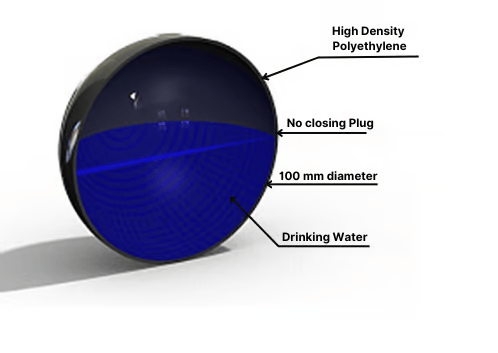 High Density
Polyethylene
No closing Plug
100 mm diameter
Drinking Water